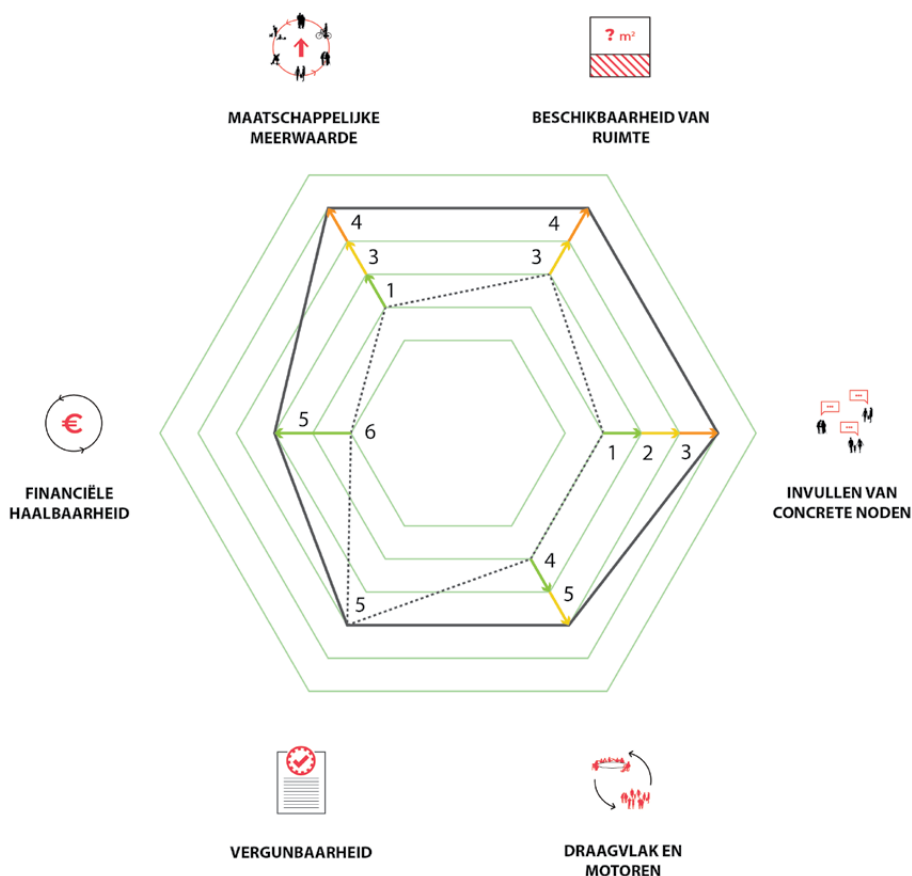 ? m²
MAATSCHAPPELIJKE
MEERWAARDE
BESCHIKBAARHEID VAN
RUIMTE
4
4
3
3
1
€
5
6
1
2
3
FINANCIËLE
HAALBAARHEID
INVULLEN VAN
CONCRETE NODEN
4
5
5
VERGUNBAARHEID
DRAAGVLAK EN
MOTOREN